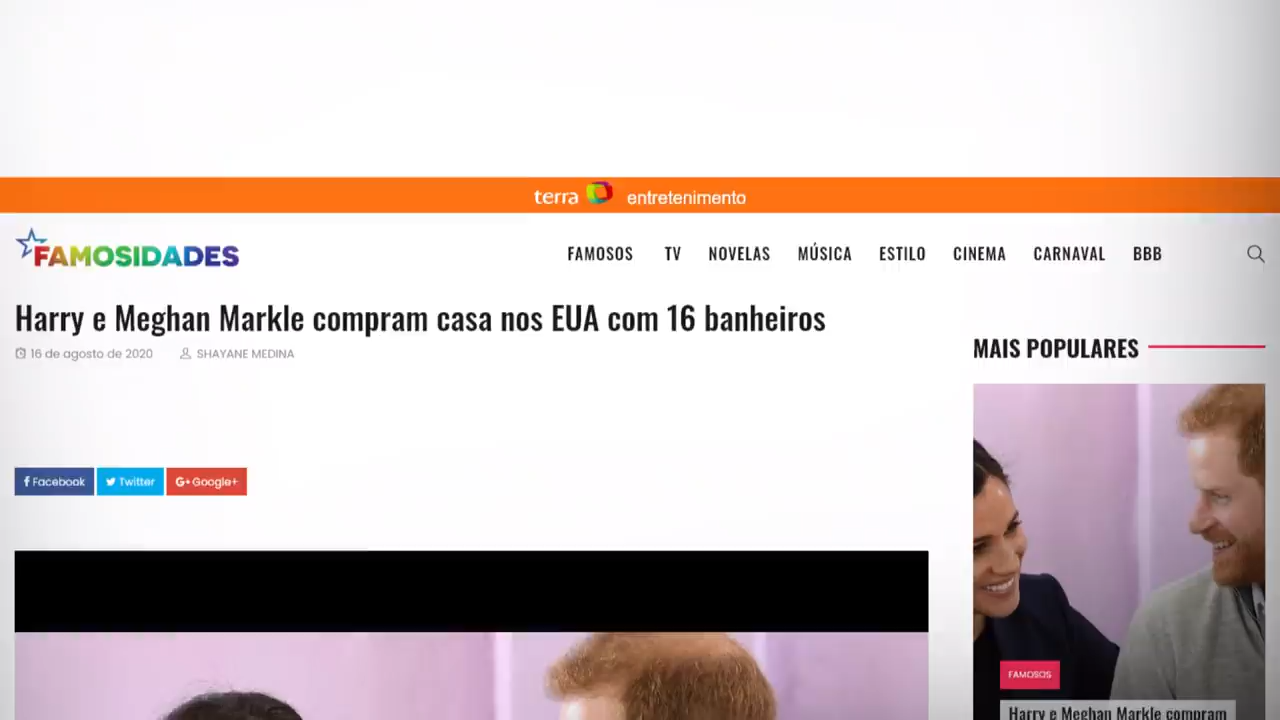 terra entretenimento
FAMOSIDADES
FAMOSOS TV NOVELAS MÚSICA ESTILO CINEMA CARNAVAL BBB
Harry e Meghan Markle compram casa nos EUA com 16 banheiros
16 de agosto de 2020 SHAYANE MEDINA
MAIS POPULARES
Facebook Twitter G+ Google+
FAMOSOS
Harry e Meghan Markle compram